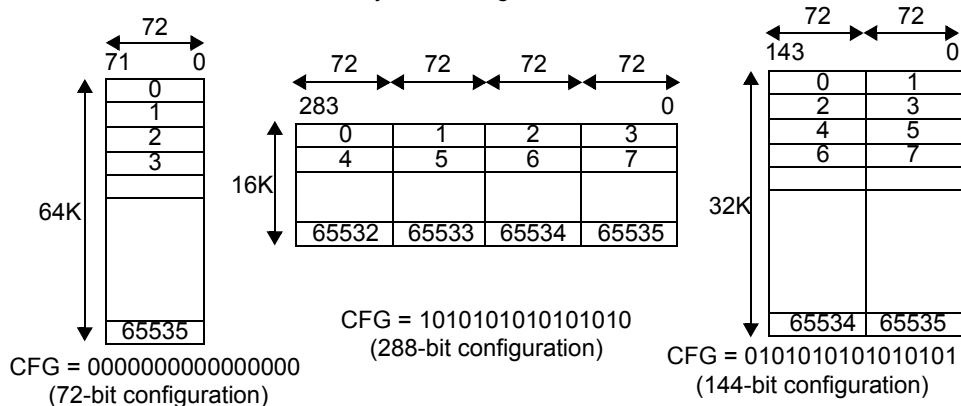 72
71 0
0
1
2
3
64K
65535
CFG = 0000000000000000
(72-bit configuration)
72 72 72 72
283 0
0 1 2 3
4 5 6 7
16K
65532 65533 65534 65535
CFG = 1010101010101010
(288-bit configuration)
72 72
143 0
0 1
2 3
4 5
6 7
32K
65534 65535
CFG = 0101010101010101
(144-bit configuration)